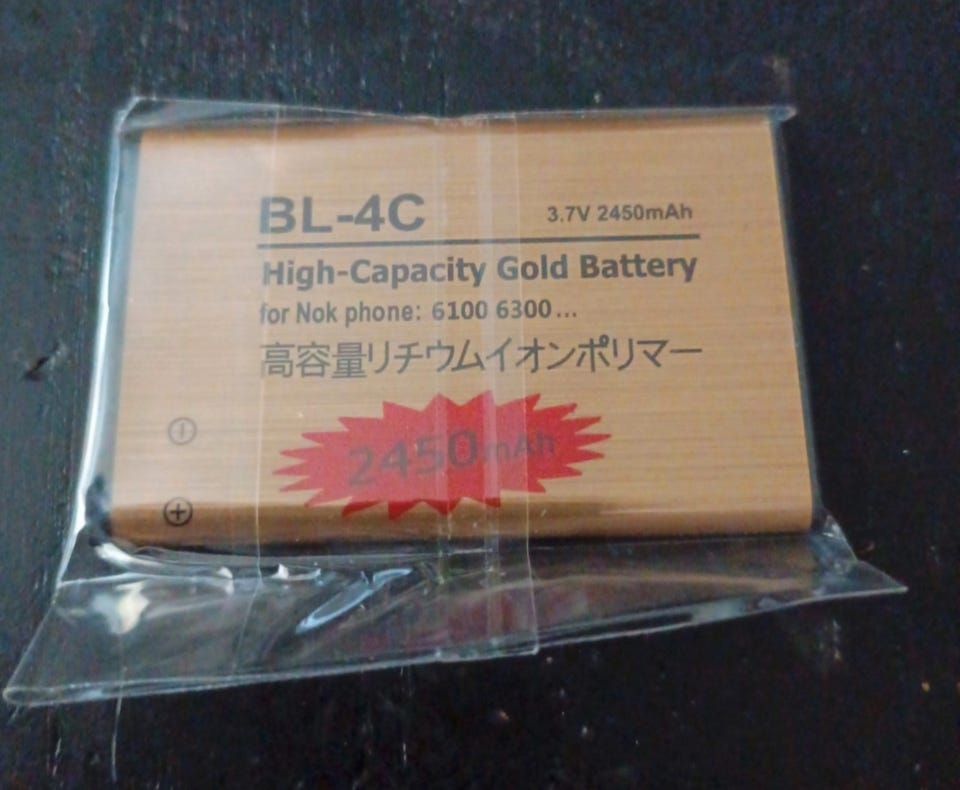 BL-4C 3.7V 2450mAh
High-Capacity Gold Battery
for Nok phone: 6100 6300...
高容量リチウムイオンポリマー
2450mAh